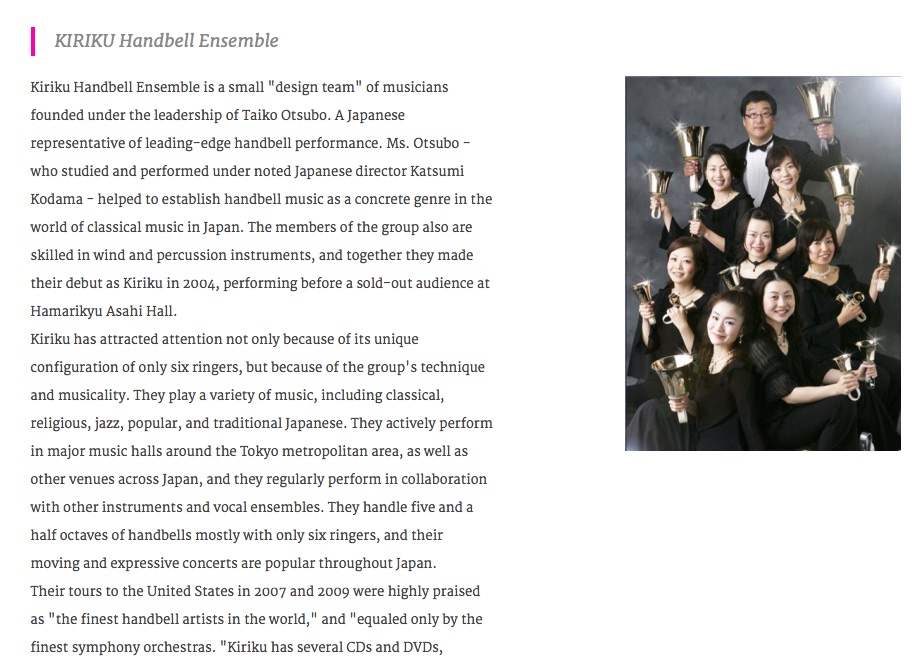 KIRIKU Handbell Ensemble
Kiriku Handbell Ensemble is a small "design team" of musicians
founded under the leadership of Taiko Otsubo. A Japanese
representative of leading-edge handbell performance. Ms. Otsubo -
who studied and performed under noted Japanese director Katsumi
Kodama - helped to establish handbell music as a concrete genre in the
world of classical music in Japan. The members of the group also are
skilled in wind and percussion instruments, and together they made
their debut as Kiriku in 2004, performing before a sold-out audience at
Hamarikyu Asahi Hall.
Kiriku has attracted attention not only because of its unique
configuration of only six ringers, but because of the group's technique
and musicality. They play a variety of music, including classical,
religious, jazz, popular, and traditional Japanese. They actively perform
in major music halls around the Tokyo metropolitan area, as well as
other venues across Japan, and they regularly perform in collaboration
with other instruments and vocal ensembles. They handle five and a
half octaves of handbells mostly with only six ringers, and their
moving and expressive concerts are popular throughout Japan.
Their tours to the United States in 2007 and 2009 were highly praised
as "the finest handbell artists in the world," and "equaled only by the
finest symphony orchestras. "Kiriku has several CDs and DVDs,